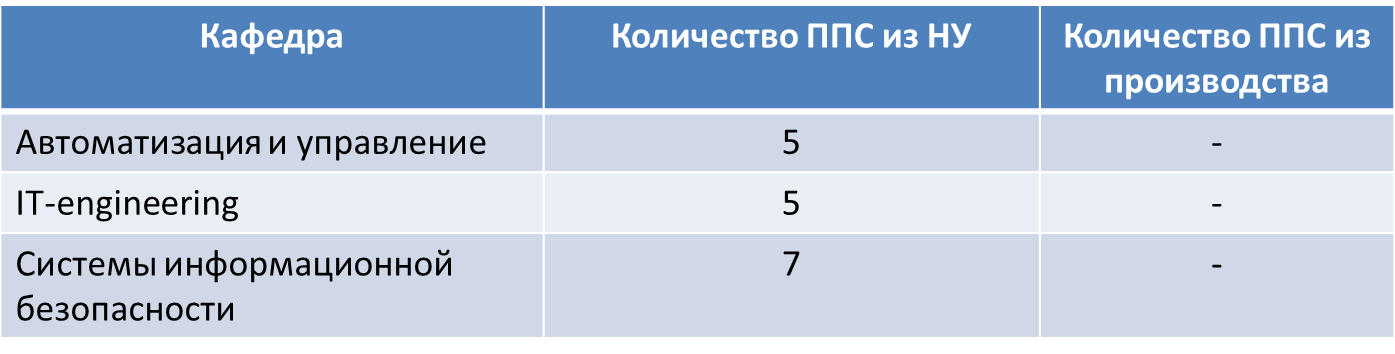 Кафедра
Количество ППС из НУ
Количество ППС из
производства
Автоматизация и управление
5
-
IT-engineering
5
-
Системы информационной
безопасности
7
-